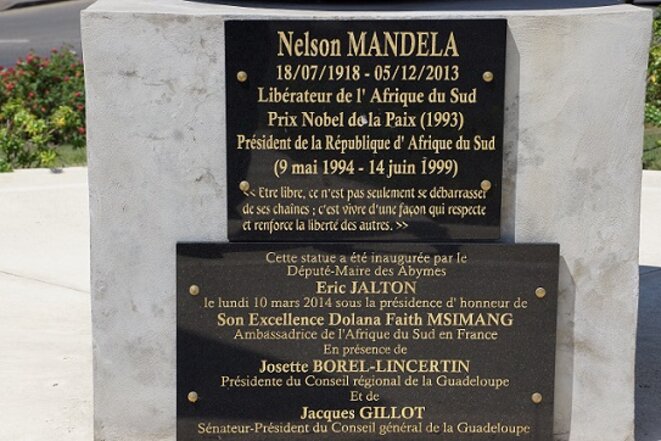 Nelson MANDELA
18/07/1918 - 05/12/2013
Libérateur de l' Afrique du Sud
Prix Nobel de la Paix (1993)
Président de la République d' Afrique du Sud
(9 mai 1994 - 14 juin 1999)
<< Etre libre, ce n'est pas seulement se débarrasser
de ses chaînes ; c'est vivre d'une façon qui respecte
et renforce la liberté des autres. >>
Cette statue a été inaugurée par le
Député-Maire des Abymes
Eric JALTON
le lundi 10 mars 2014 sous la présidence d' honneur de
Son Excellence Dolana Faith MSIMANG
Ambassadrice de l'Afrique du Sud en France
En présence de
Josette BOREL-LINCERTIN
Présidente du Conseil régional de la Guadeloupe
Et de
Jacques GILLOT
Sénateur-Président du Conseil général de la Guadeloupe